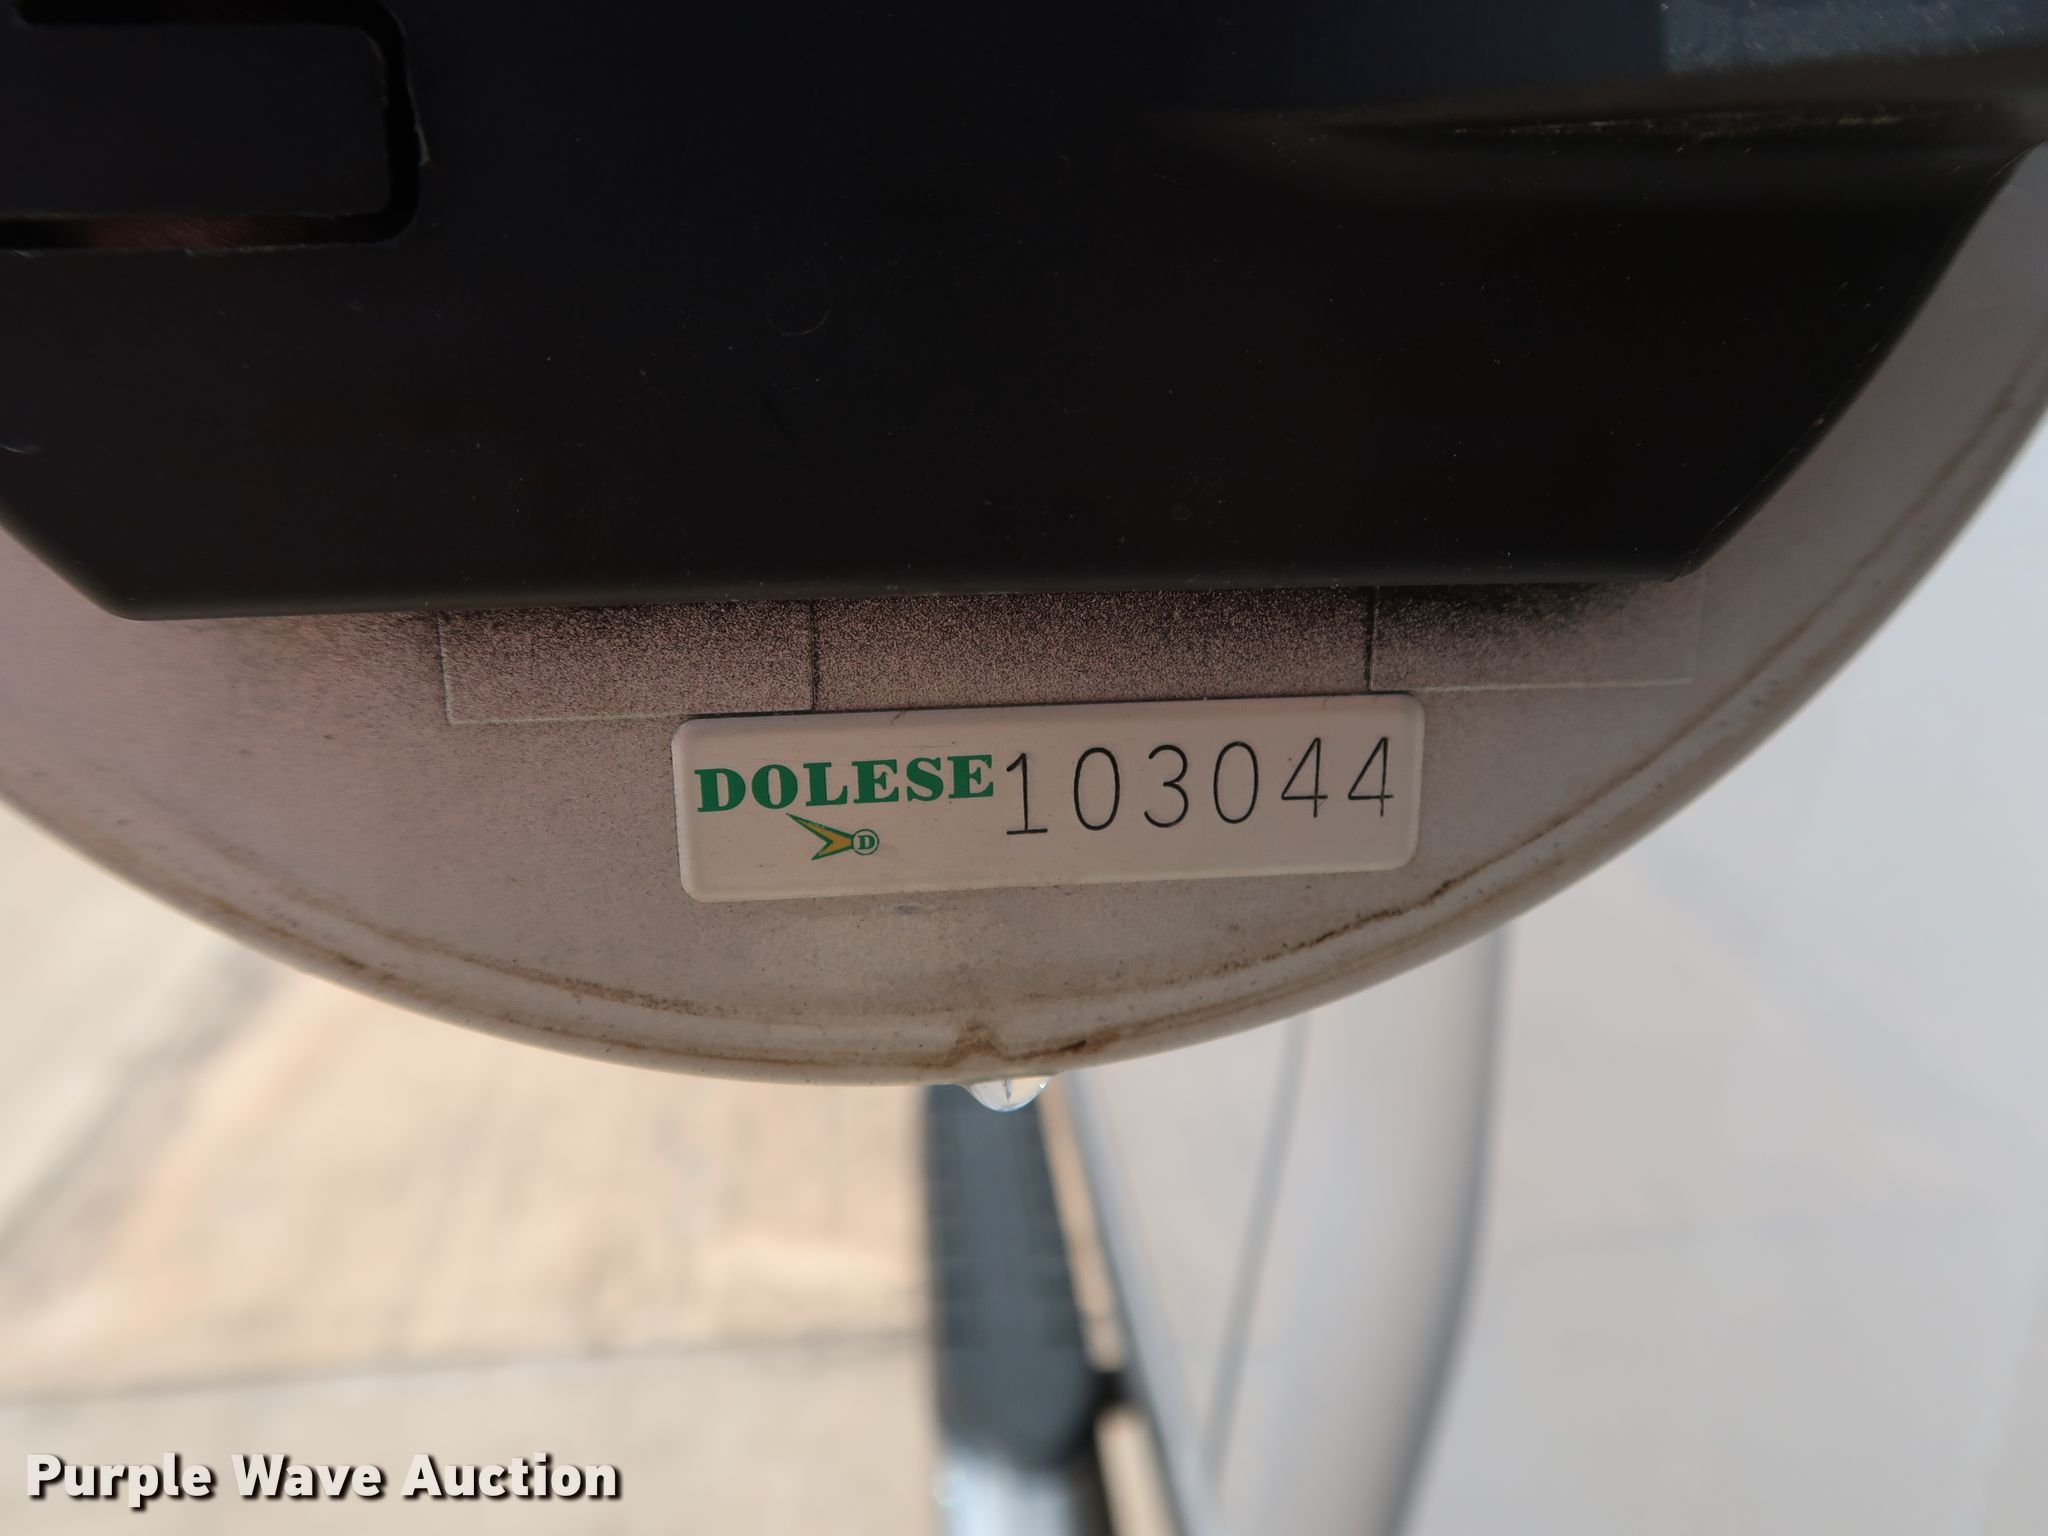 DOLESE 103044
D
Purple Wave Auction